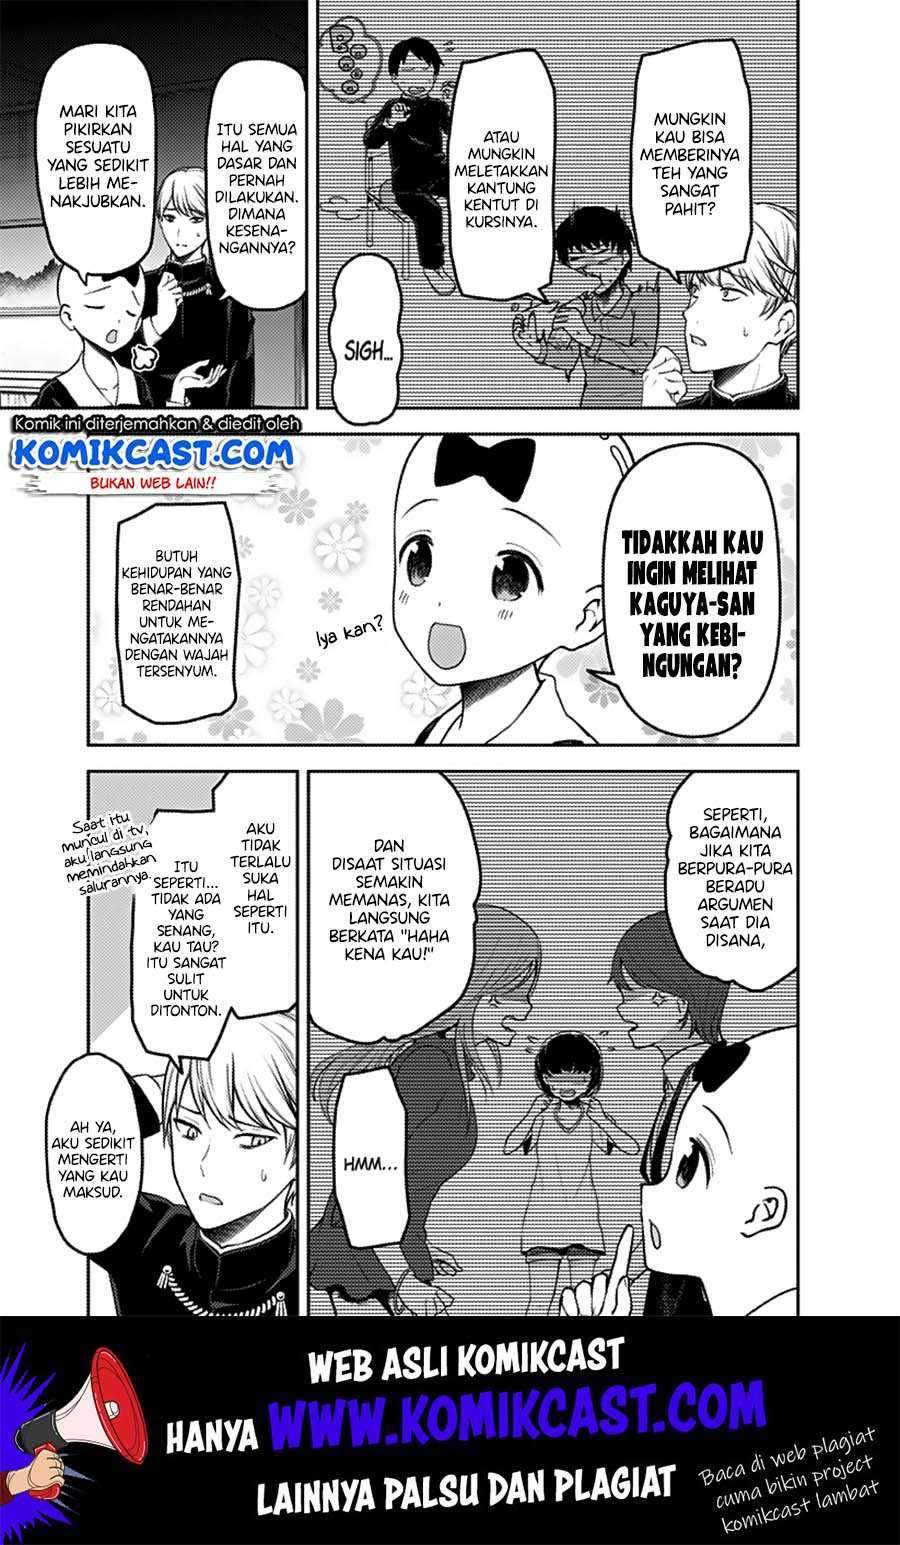 MUNGKIN
KAU BISA
MEMBERINYA
TEH YANG
SANGAT
PAHIT?
ATAU
MUNGKIN
MELETAKKAN
KANTUNG
KENTUT DI
KURSINYA.
SIGH...
ITU SEMUA
HAL YANG
DASAR DAN
PERNAH
DILAKUKAN.
DIMANA
KESENA-
NGANNYA?
MARI KITA
PIKIRKAN
SESUATU
YANG SEDIKIT
LEBIH ME-
NAKJUBKAN.
Komik ini diterjemahkan & diedit oleh
KOMIKCAST.COM
BUKAN WEB LAIN!!
TIDAKKAH KAU
INGIN MELIHAT
KAGUYA-SAN
YANG KEBI-
NGUNGAN?
Iya kan?
BUTUH
KEHIDUPAN YANG
BENAR-BENAR
RENDAHAN
UNTUK ME-
NGATAKANNYA
DENGAN WAJAH
TERSENYUM.
SEPERTI,
BAGAIMANA
JIKA KITA
BERPURA-PURA
BERADU
ARGUMEN
SAAT DIA
DISANA,
DAN
DISAAT SITUASI
SEMAKIN
MEMANAS, KITA
LANGSUNG
BERKATA "HAHA
KENA KAU!"
HMM...
AKU
TIDAK
TERLALU
SUKA
HAL
SEPERTI
ITU.
ITU
SEPERTI...
TIDAK ADA
YANG
SENANG,
KAU TAU?
ITU SANGAT
SULIT
UNTUK
DITONTON.
Saat itu
muncul di tv,
aku langsung
memindahkan
salurannya.
AH YA,
AKU SEDIKIT
MENGERTI
YANG KAU
MAKSUD.
WEB ASLI KOMIKCAST
HANYA WWW.KOMIKCAST.COM
LAINNYA PALSU DAN PLAGIAT
Baca di web plagiat
cuma bikin project
komikcast lambat